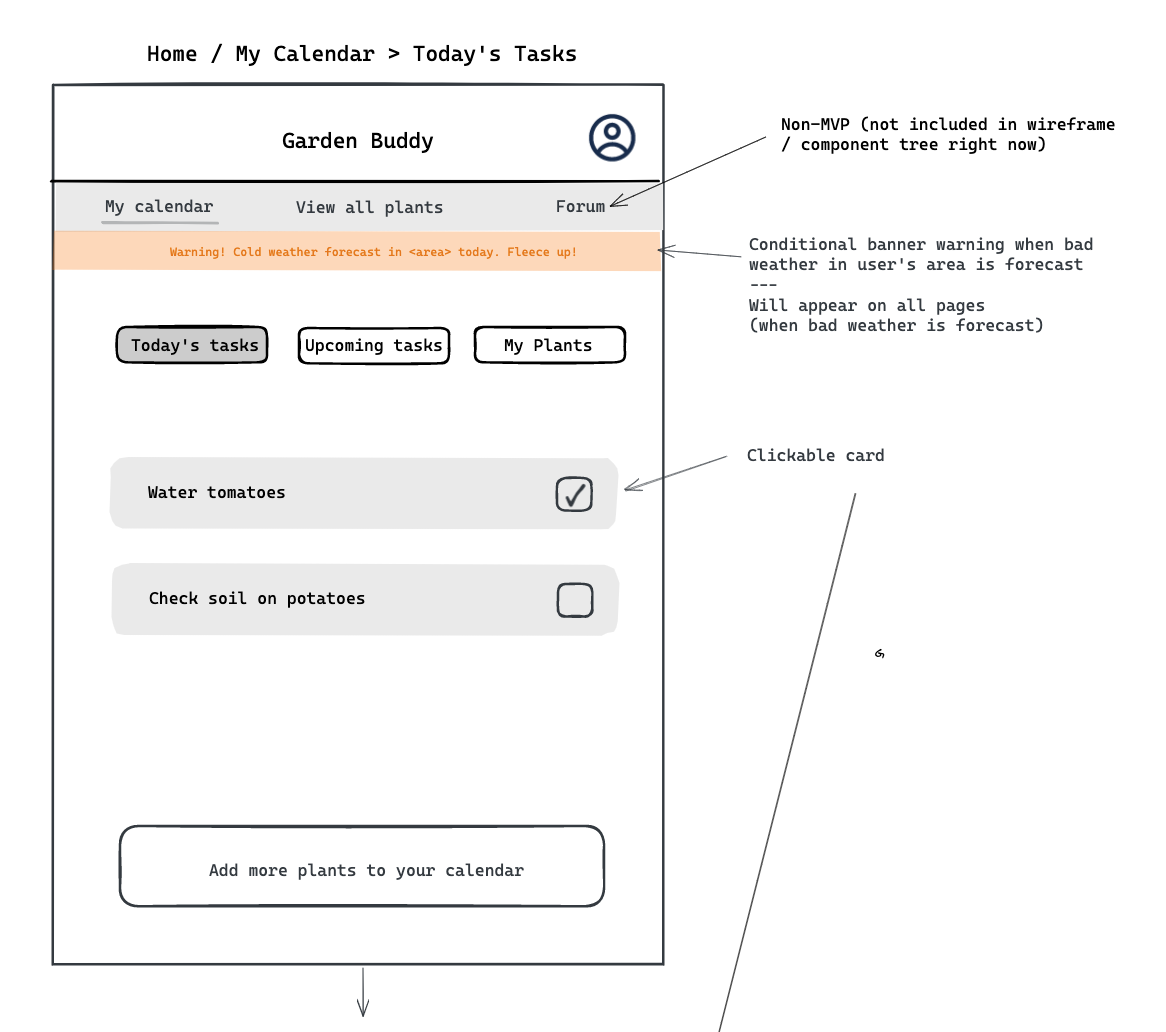 Home / My Calendar > Today's Tasks
Garden Buddy
Non-MVP (not included in wireframe
/ component tree right now)
My calendar
View all plants
Forum
Warning! Cold weather forecast in <area> today. Fleece up!
Conditional banner warning when bad
weather in user's area is forecast
---
Will appear on all pages
(when bad weather is forecast)
Today's tasks
Upcoming tasks
My Plants
Clickable card
Water tomatoes
Check soil on potatoes
Add more plants to your calendar